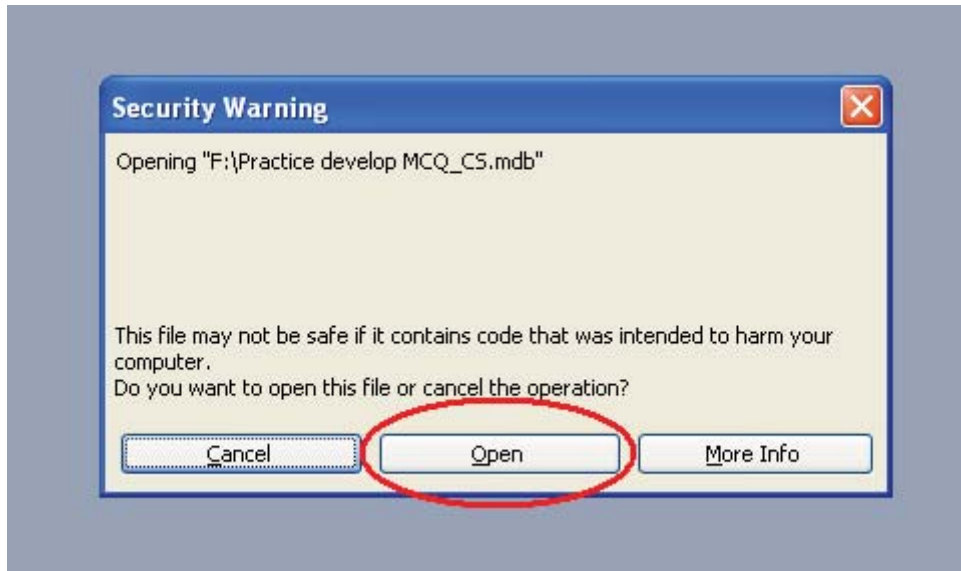 Security Warning
Opening "F:\Practice develop MCQ_CS.mdb"
This file may not be safe if it contains code that was intended to harm your
computer.
Do you want to open this file or cancel the operation?
Cancel Open More Info